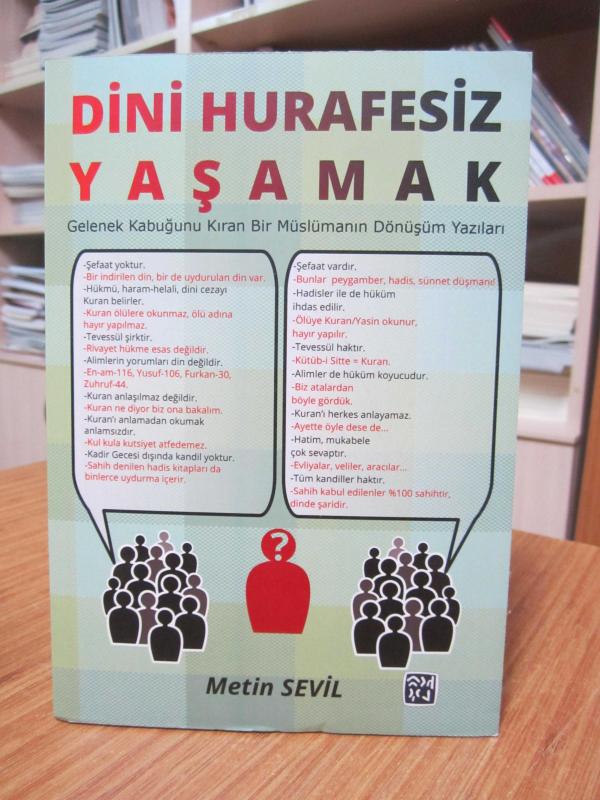 DİNİ HURAFESİZ
YAŞAMAK
Gelenek Kabuğunu Kıran Bir Müslümanın Dönüşüm Yazıları
-Şefaat yoktur.
-Bir indirilen din, bir de uydurulan din var.
-Hükmü, haram-helali, dini cezayı
Kuran belirler.
-Kuran ölülere okunmaz, ölü adına
hayır yapılmaz.
-Tevessül şirktir.
-Rivayet hükme esas değildir.
-Alimlerin yorumları din değildir.
-En-am-116, Yusuf-106, Furkan-30,
Zuhruf-44.
-Kuran anlaşılmaz değildir.
-Kuran ne diyor biz ona bakalım.
-Kuran'ı anlamadan okumak
anlamsızdır.
-Kul kula kutsiyet atfedemez.
-Kadir Gecesi dışında kandil yoktur.
-Sahih denilen hadis kitapları da
binlerce uydurma içerir.
-Şefaat vardır.
-Bunlar peygamber, hadis, sünnet düşmanı!
-Hadisler ile de hüküm
ihdas edilir.
-Ölüye Kuran/Yasin okunur,
hayır yapılır.
-Tevessül haktır.
-Kütüb-i Sitte = Kuran.
-Alimler de hüküm koyucudur.
-Biz atalardan
böyle gördük.
-Kuran'ı herkes anlayamaz.
-Ayette öyle dese de...
-Hatim, mukabele
çok sevaptır.
-Evliyalar, veliler, aracılar...
-Tüm kandiller haktır.
-Sahih kabul edilenler %100 sahihtir,
dinde şaridir.
?
Metin SEVİL